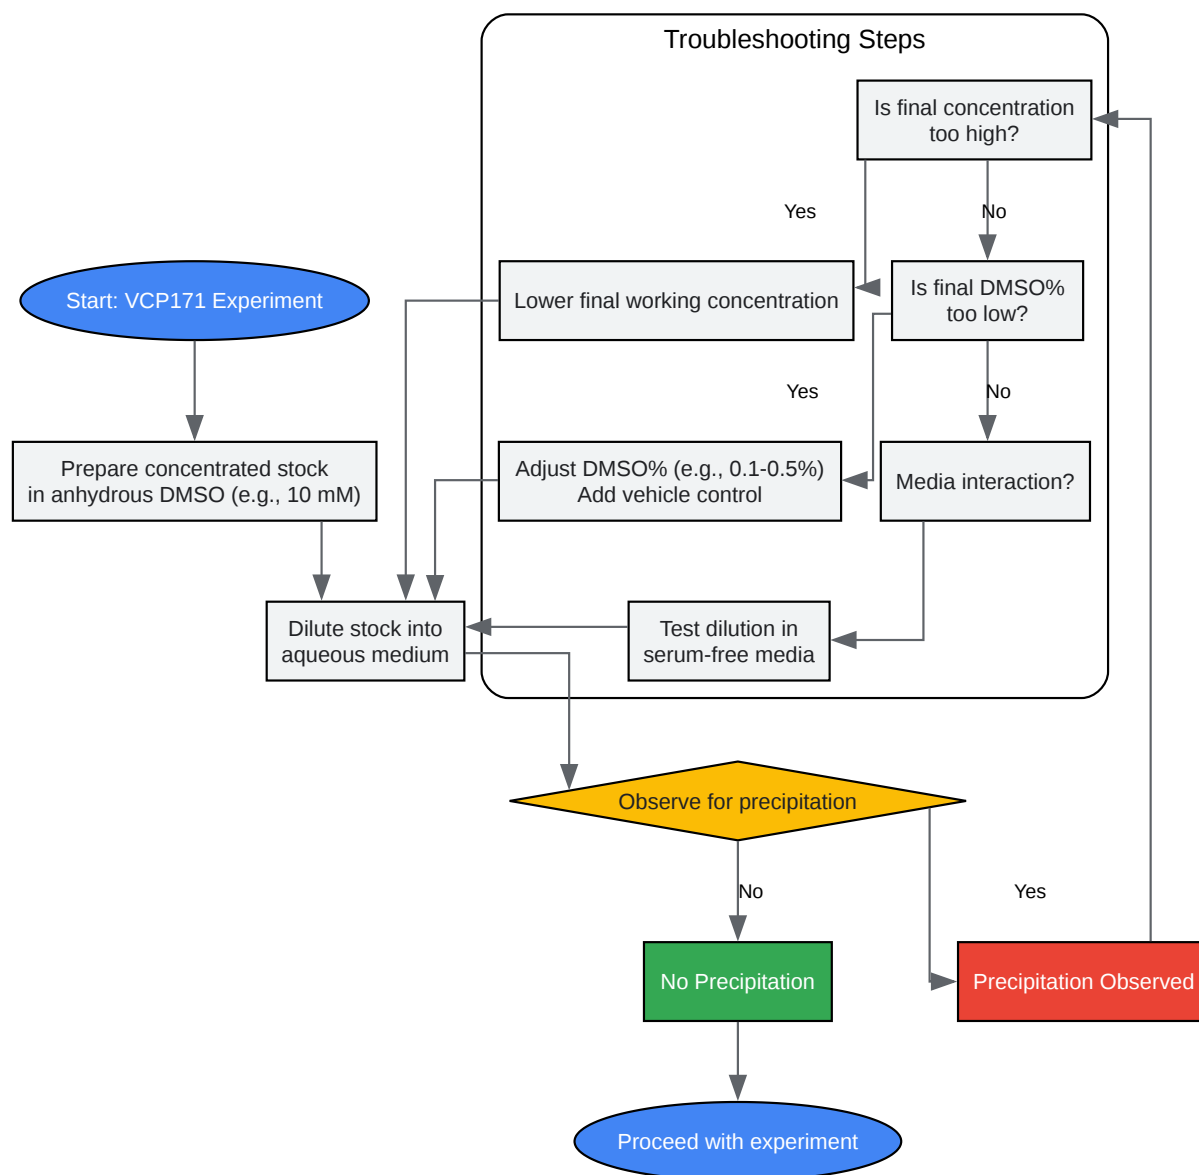 Troubleshooting Steps
Is final concentration
too high?
Yes
No
Start: VCP171 Experiment
Lower final working concentration
Is final DMSO%
too low?
Yes
No
Prepare concentrated stock
in anhydrous DMSO (e.g., 10 mM)
Adjust DMSO% (e.g., 0.1-0.5%)
Add vehicle control
Media interaction?
Dilute stock into
aqueous medium
Test dilution in
serum-free media
Observe for precipitation
No
Yes
No Precipitation
Precipitation Observed
Proceed with experiment